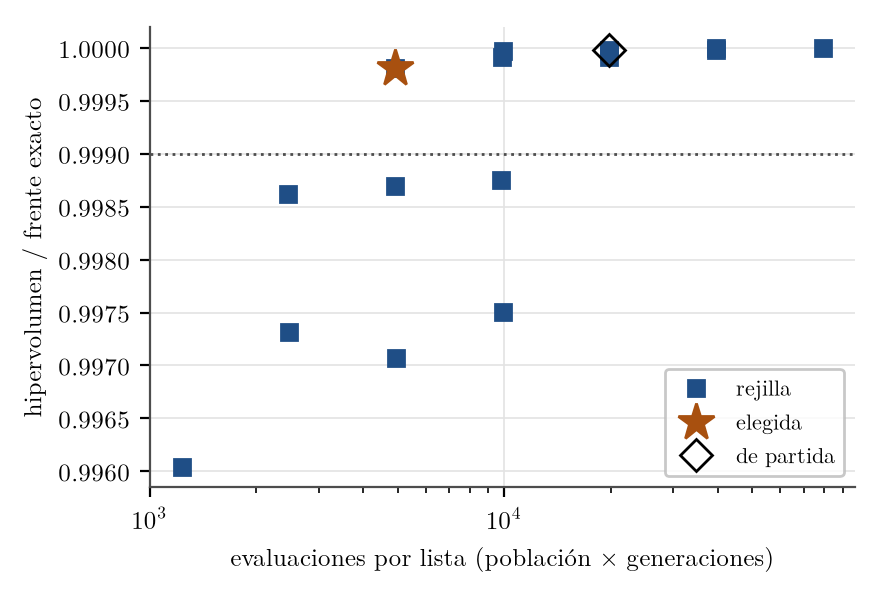 hipervolumen / frente exacto
1.0000
0.9995
0.9990
0.9985
0.9980
0.9975
0.9970
0.9965
0.9960
10³
10⁴
evaluaciones por lista (población × generaciones)
rejilla
elegida
de partida